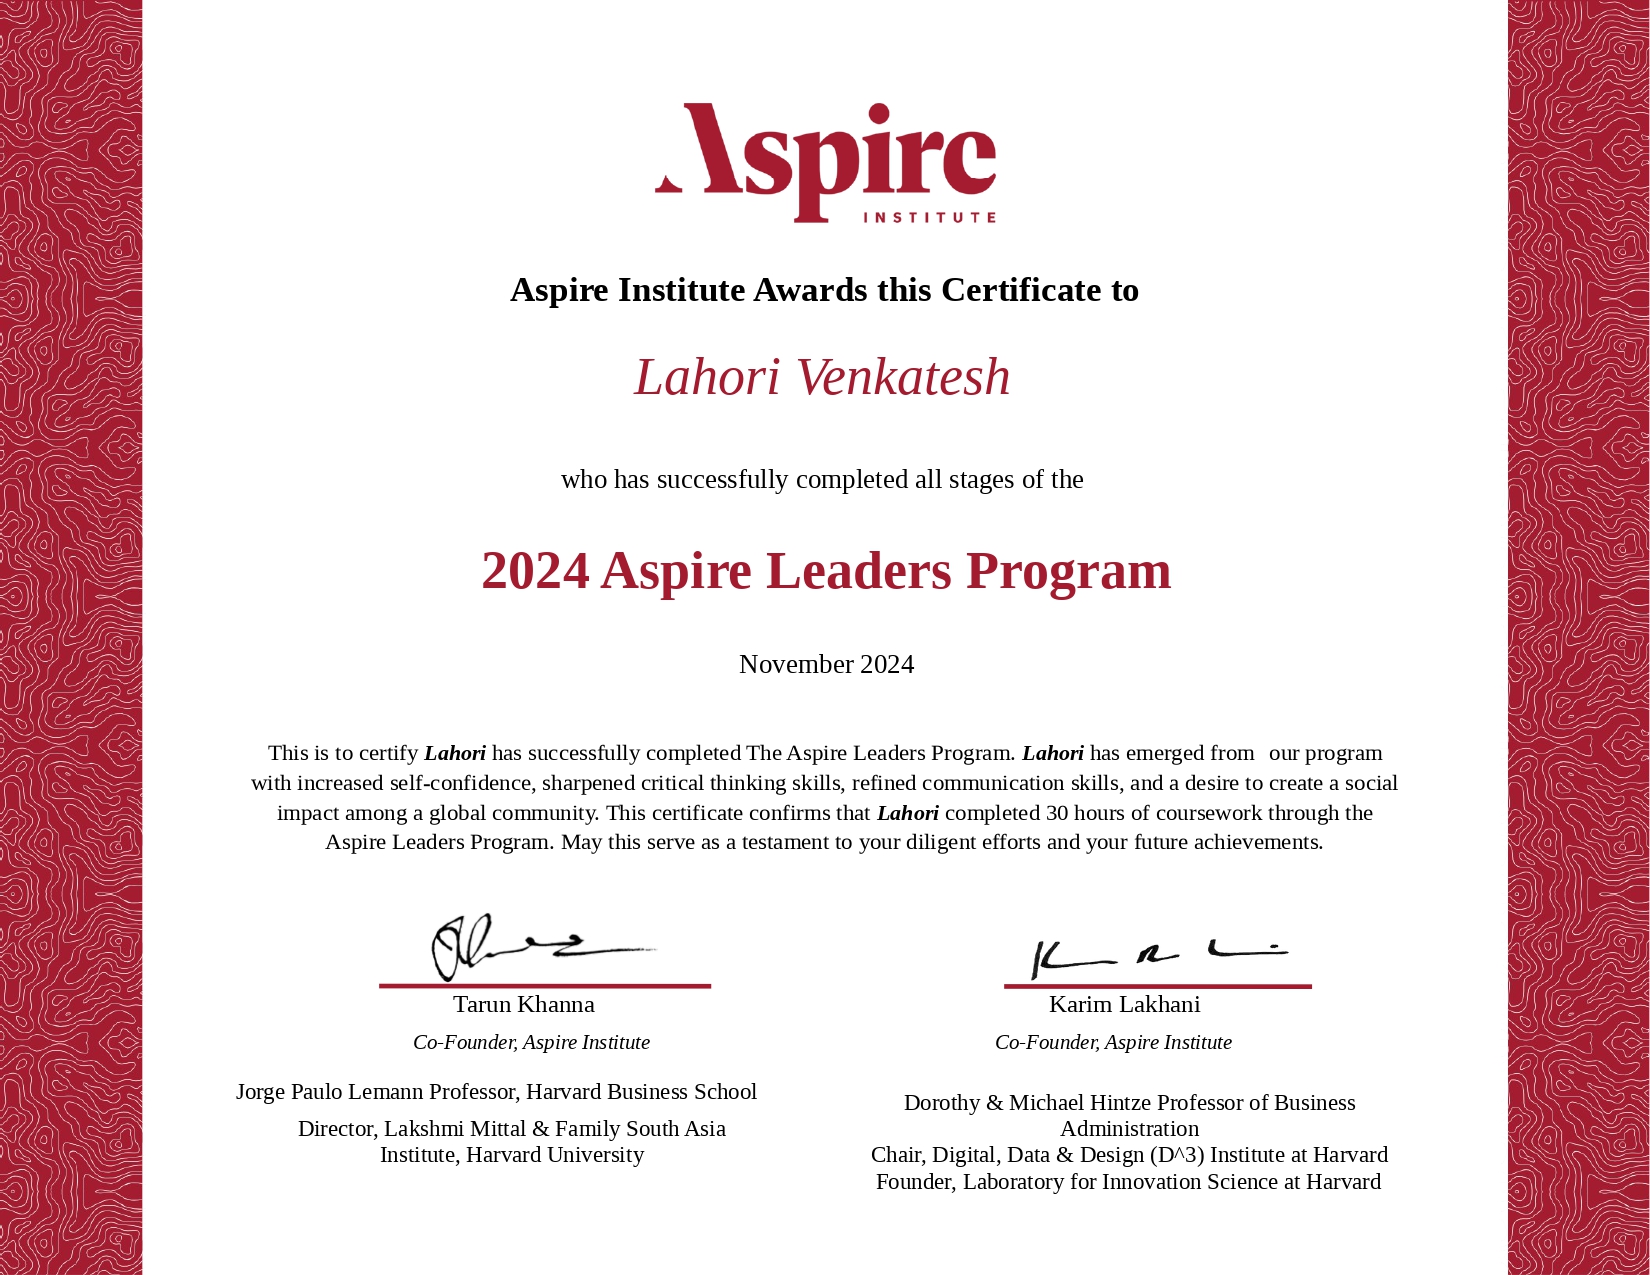 Aspire
INSTITUTE
Aspire Institute Awards this Certificate to
Lahori Venkatesh
who has successfully completed all stages of the
2024 Aspire Leaders Program
November 2024
This is to certify Lahori has successfully completed The Aspire Leaders Program. Lahori has emerged from our program
with increased self-confidence, sharpened critical thinking skills, refined communication skills, and a desire to create a social
impact among a global community. This certificate confirms that Lahori completed 30 hours of coursework through the
Aspire Leaders Program. May this serve as a testament to your diligent efforts and your future achievements.
Tarun Khanna
Co-Founder, Aspire Institute
Jorge Paulo Lemann Professor, Harvard Business School
Director, Lakshmi Mittal & Family South Asia
Institute, Harvard University
Karim Lakhani
Co-Founder, Aspire Institute
Dorothy & Michael Hintze Professor of Business
Administration
Chair, Digital, Data & Design (D^3) Institute at Harvard
Founder, Laboratory for Innovation Science at Harvard